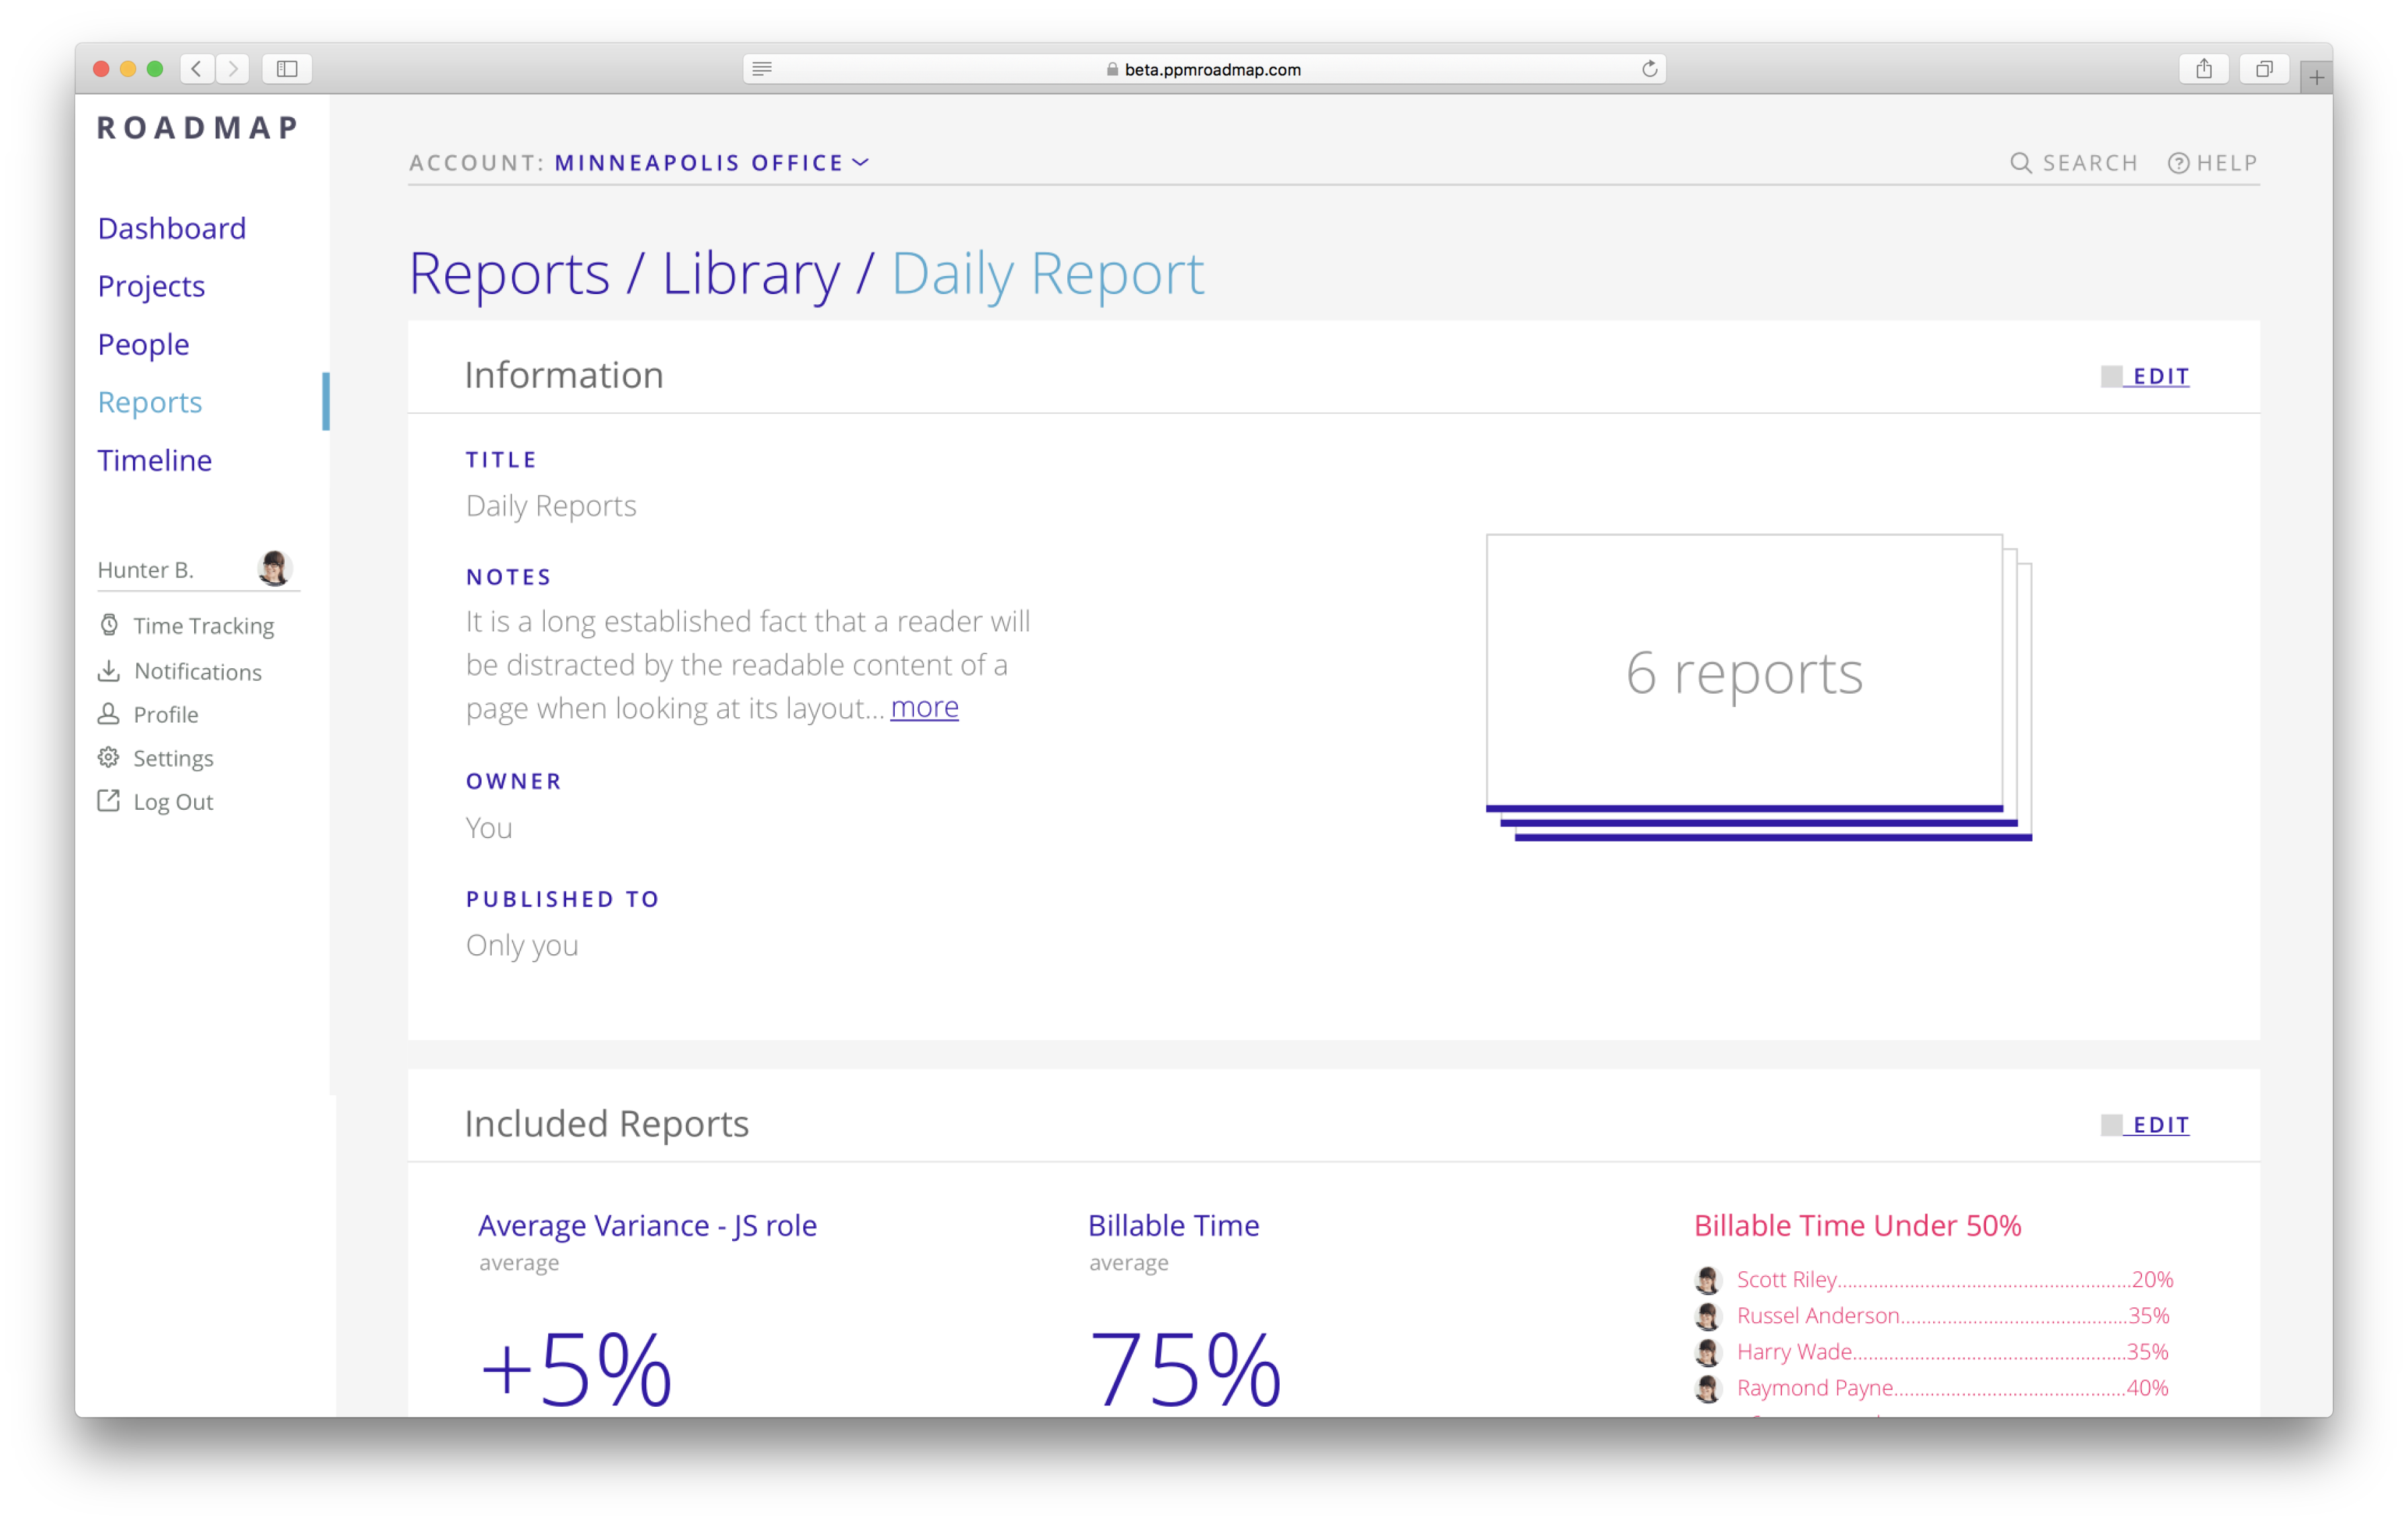 beta.ppmroadmap.com
ROADMAP
Dashboard
Projects
People
Reports
Timeline
Hunter B.
Time Tracking
Notifications
Profile
Settings
Log Out
ACCOUNT: MINNEAPOLIS OFFICE
SEARCH
HELP
Reports / Library / Daily Report
Information
EDIT
TITLE
Daily Reports
NOTES
It is a long established fact that a reader will
be distracted by the readable content of a
page when looking at its layout... more
OWNER
You
PUBLISHED TO
Only you
6 reports
Included Reports
EDIT
Average Variance - JS role
average
+5%
Billable Time
average
75%
Billable Time Under 50%
Scott Riley 20%
Russel Anderson 35%
Harry Wade 35%
Raymond Payne 40%